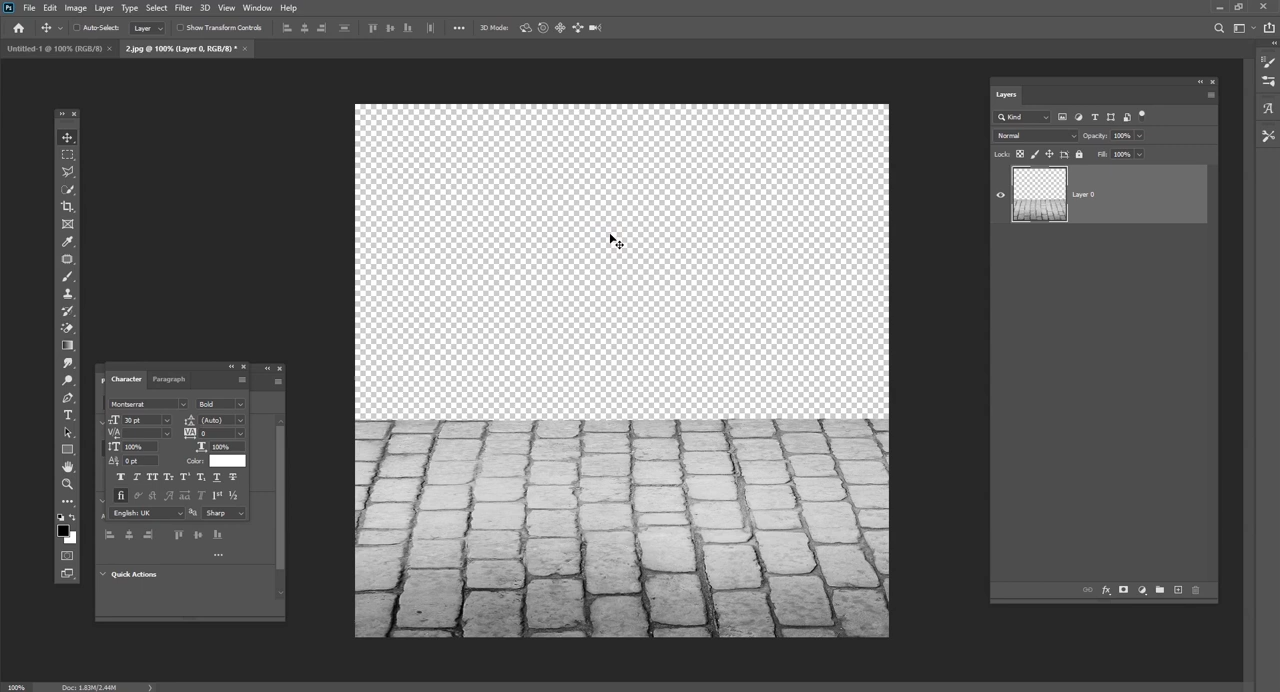 Ps File Edit Image Layer Type Select Filter 3D View Window Help
Auto-Select: Layer Show Transform Controls ••• 3D Mode:
Untitled-1 @ 100% (RGB/8) × 2.jpg @ 100% (Layer 0, RGB/8) * ×
Layers
Kind
Normal Opacity: 100%
Lock: Fill: 100%
Layer 0
Character Paragraph
Montserrat Bold
30 pt (Auto)
0
100% 100%
0 pt Color:
English: UK Sharp
Quick Actions
100% Doc: 1.83M/2.44M